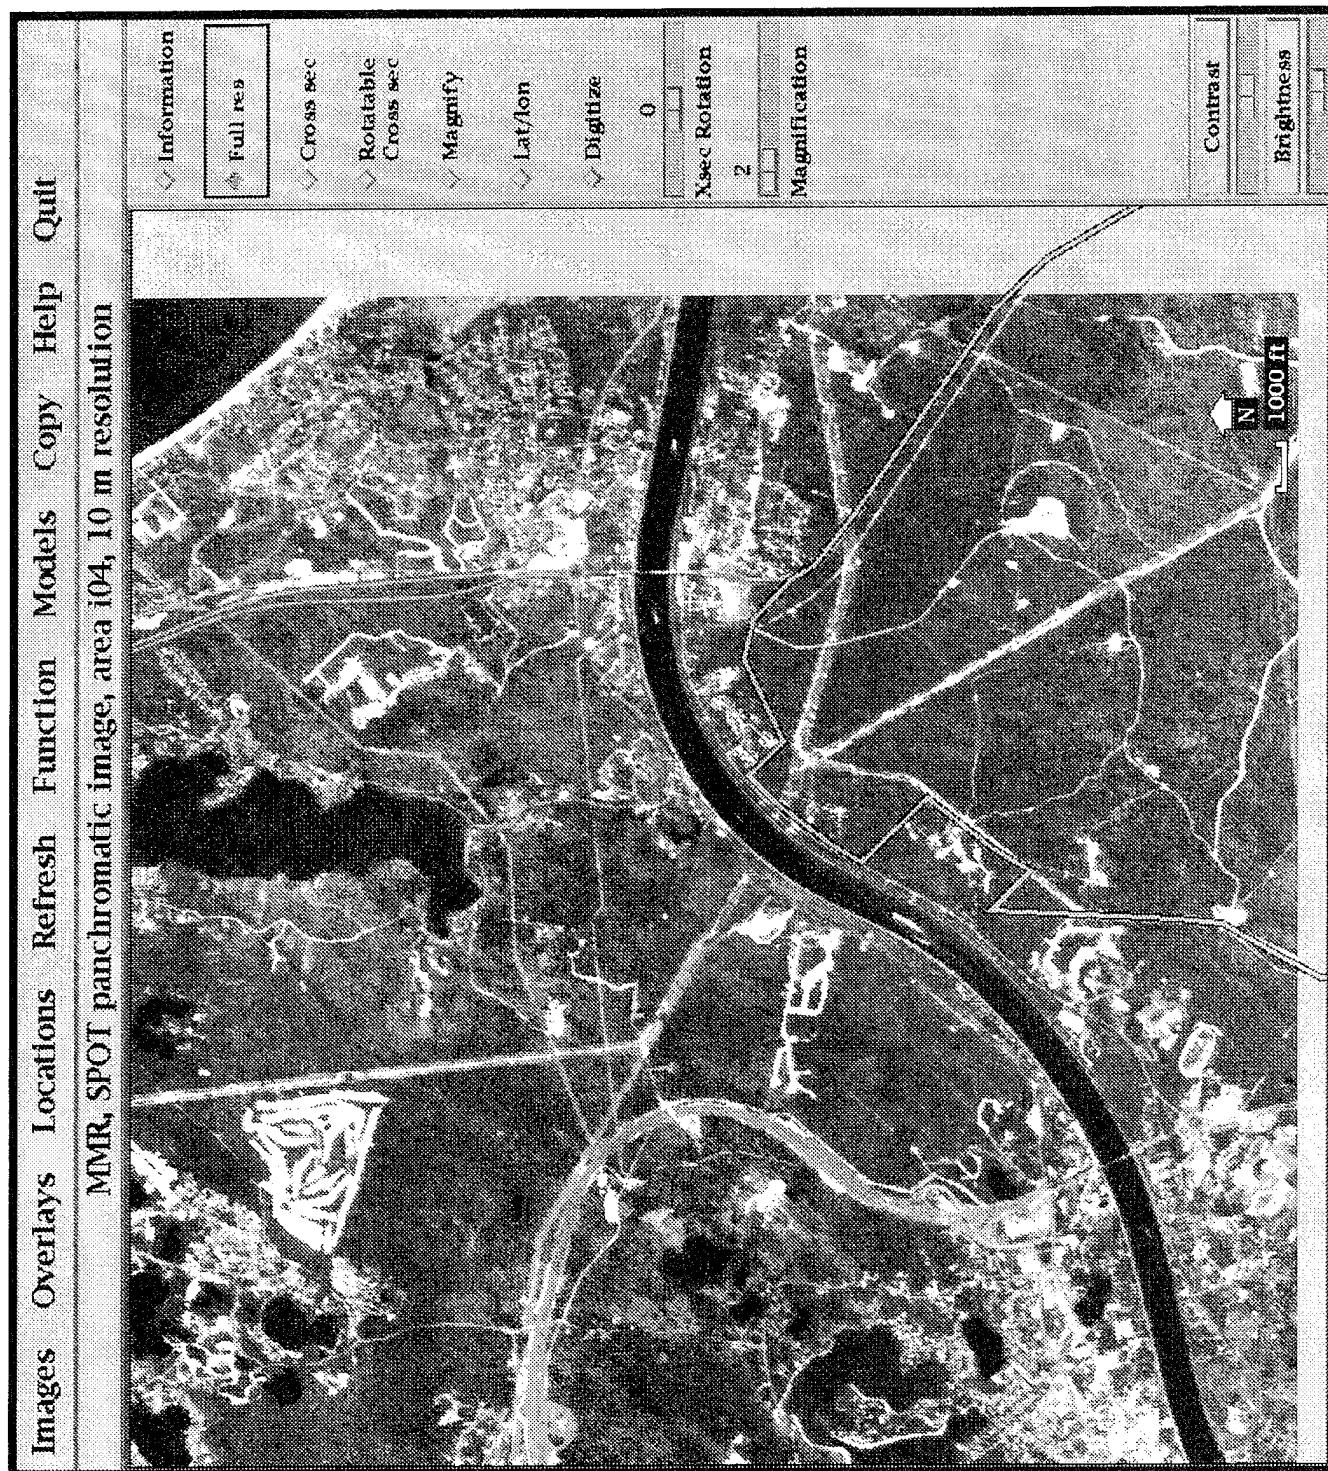 Images Overlays Locations Refresh Function Models Copy Help Quit
MMR, SPOT panchromatic image, area i04, 10 m resolution
Information
Full res
Cross sec
Rotatable
Cross sec
Magnify
Lat/lon
Digitize
0
Xsec Rotation
2
Magnification
Contrast
Brightness
N
1000 ft